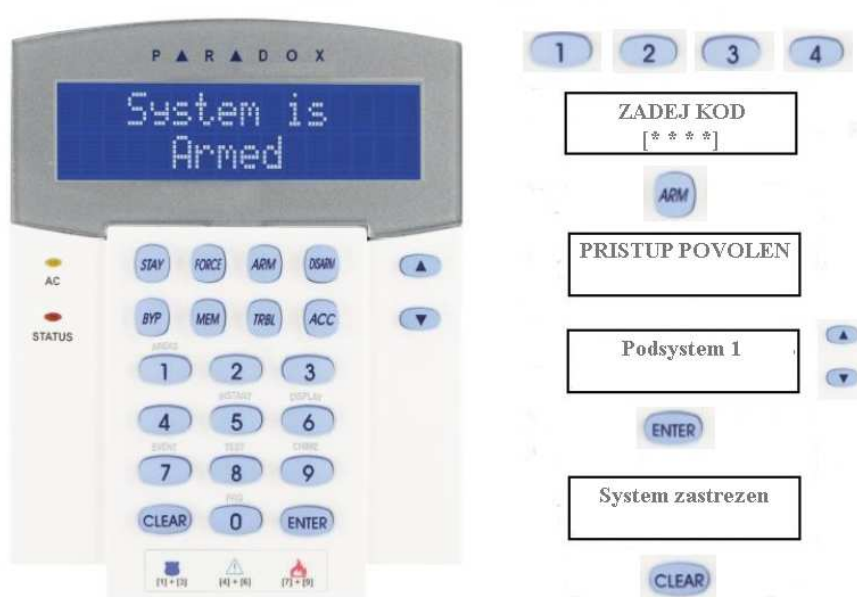 PARADOX
System is
Armed
AC
STATUS
STAY FORCE ARM DISARM
BYP MEM TRBL ACC
AREAS
1 2 3
INSTANT DISPLAY
4 5 6
EVENT TEST CHIME
7 8 9
PRG
CLEAR 0 ENTER
[1] + [3] [4] + [6] [7] + [9]
1 2 3 4
ZADEJ KOD
[* * * *]
ARM
PRISTUP POVOLEN
Podsystem 1
ENTER
System zastrezen
CLEAR